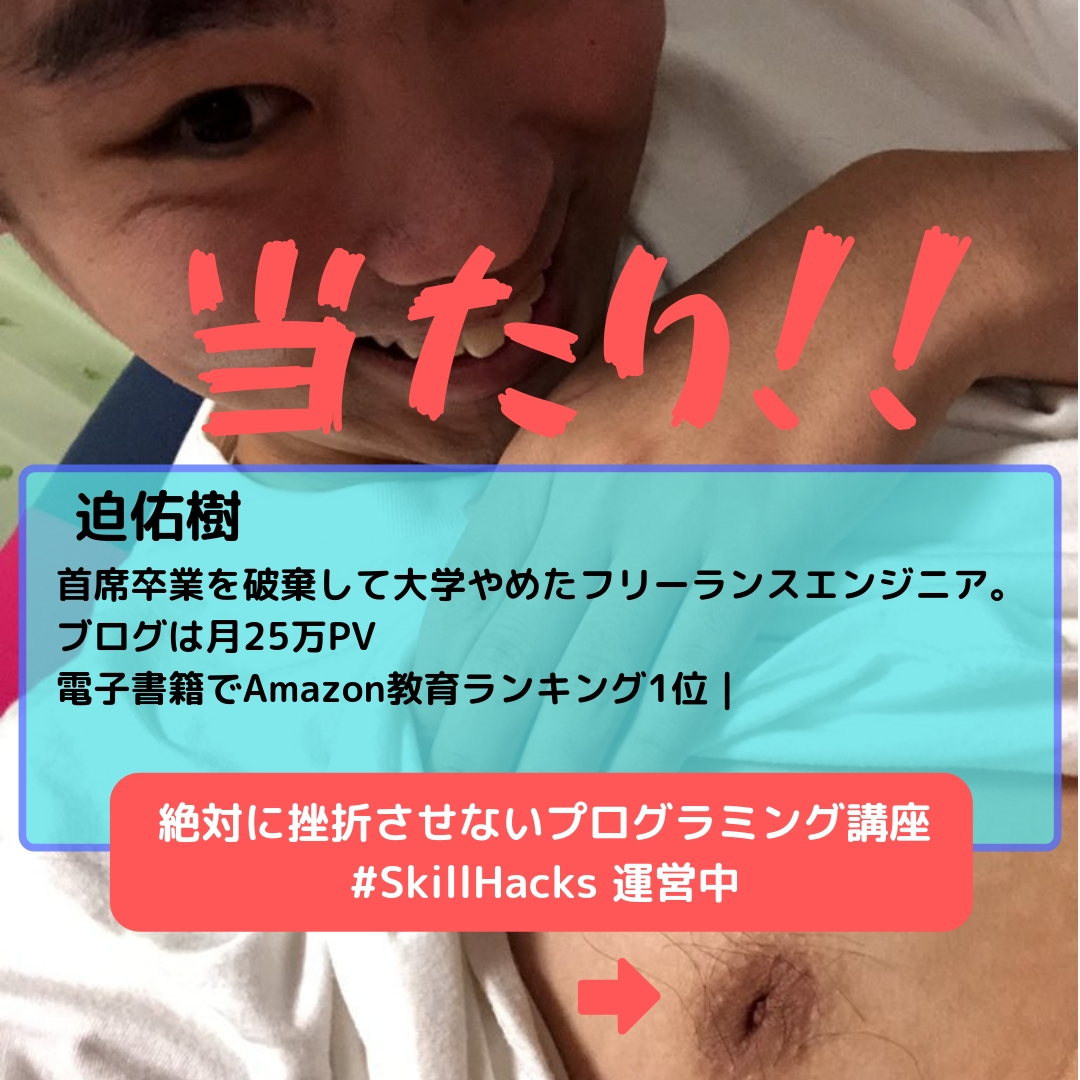 当たり!!
迫佑樹
首席卒業を破棄して大学やめたフリーランスエンジニア。
ブログは月25万PV
電子書籍でAmazon教育ランキング1位｜
絶対に挫折させないプログラミング講座
#SkillHacks 運営中